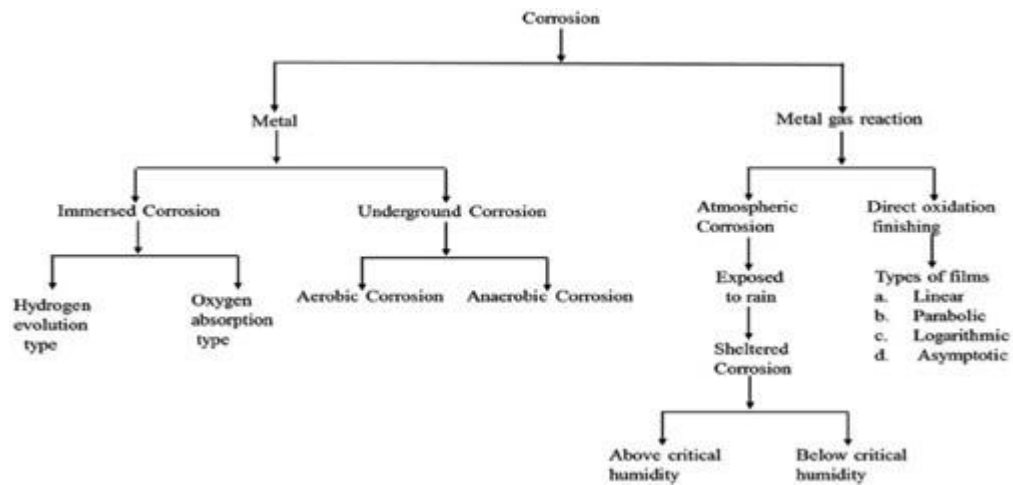 Corrosion
Metal
Metal gas reaction
Immersed Corrosion
Underground Corrosion
Atmospheric
Corrosion
Direct oxidation
finishing
Hydrogen
evolution
type
Oxygen
absorption
type
Aerobic Corrosion
Anacrobic Corrosion
Exposed
to rain
Types of films
a. Linear
b. Parabolic
c. Logarithmic
d. Asymptotic
Sheltered
Corrosion
Above critical
humidity
Below critical
humidity